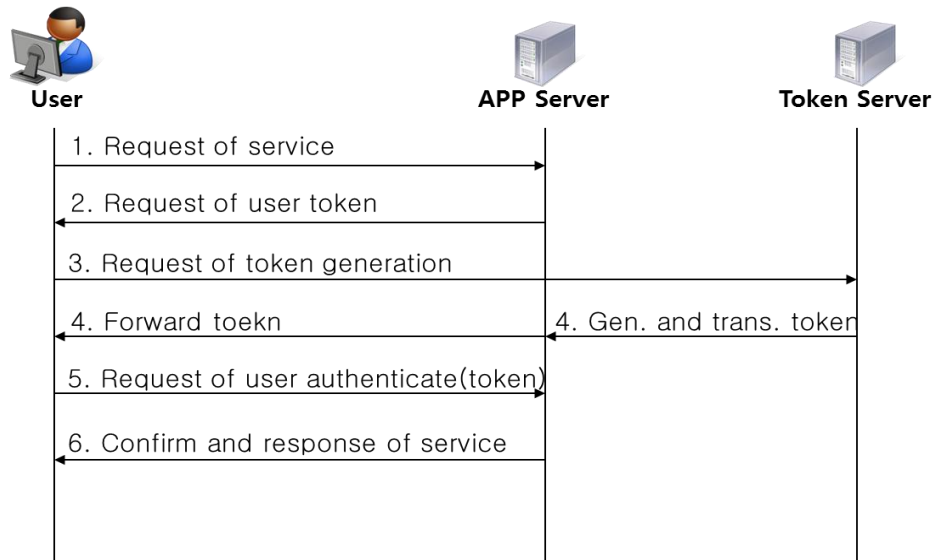 User
APP Server
Token Server
1. Request of service
2. Request of user token
3. Request of token generation
4. Forward toekn
4. Gen. and trans. token
5. Request of user authenticate(token)
6. Confirm and response of service